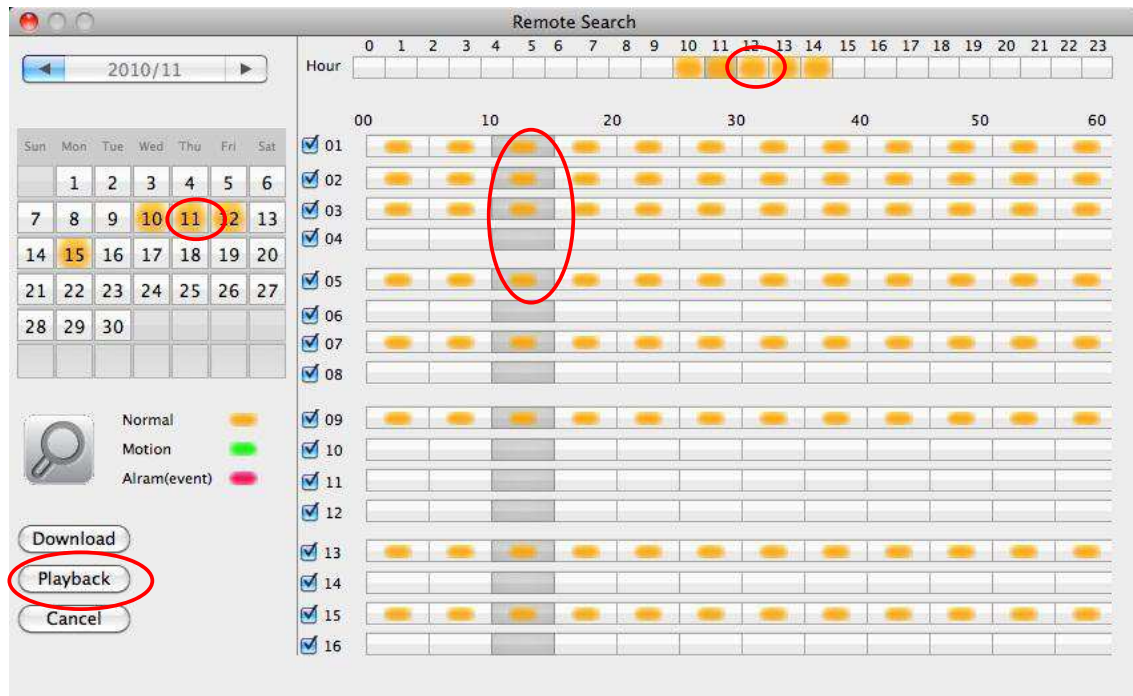 Remote Search
2010/11
Sun Mon Tue Wed Thu Fri Sat
1 2 3 4 5 6
7 8 9 10 11 12 13
14 15 16 17 18 19 20
21 22 23 24 25 26 27
28 29 30
Normal
Motion
Alram(event)
Download
Playback
Cancel
0 1 2 3 4 5 6 7 8 9 10 11 12 13 14 15 16 17 18 19 20 21 22 23
Hour
00 10 20 30 40 50 60
01
02
03
04
05
06
07
08
09
10
11
12
13
14
15
16